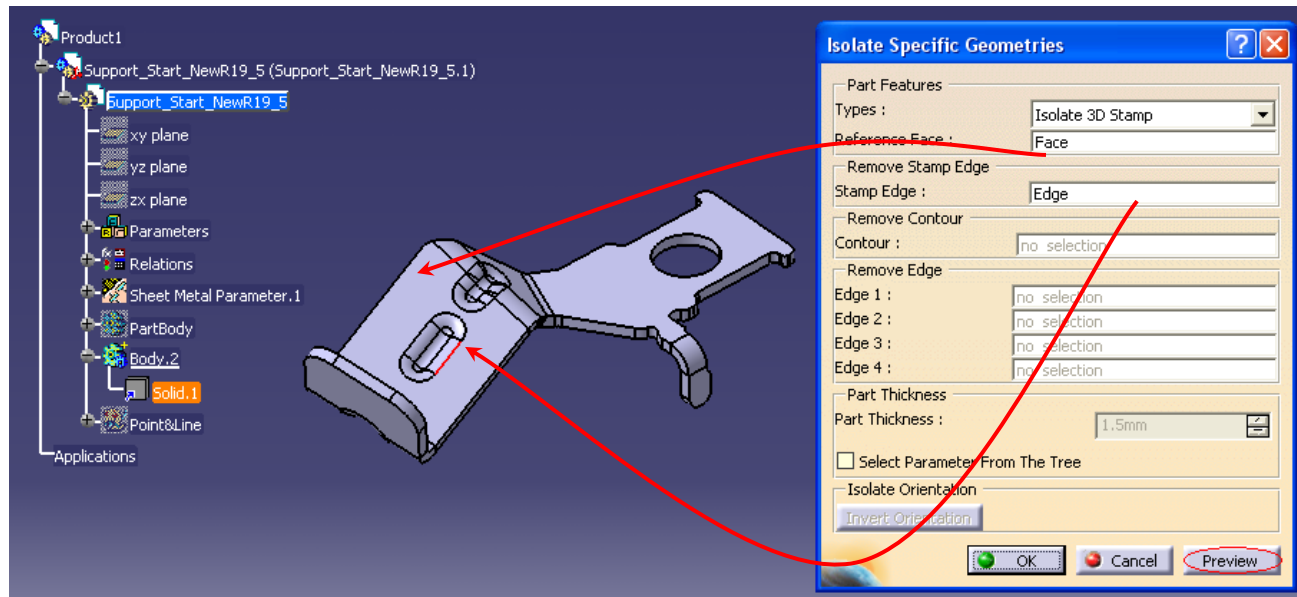 Product1
Support_Start_NewR19_5 (Support_Start_NewR19_5.1)
Support_Start_NewR19_5
xy plane
yz plane
zx plane
Parameters
Relations
Sheet Metal Parameter.1
PartBody
Body.2
Solid.1
Point&Line
Applications
Isolate Specific Geometries
Part Features
Types : Isolate 3D Stamp
Reference Face : Face
Remove Stamp Edge
Stamp Edge : Edge
Remove Contour
Contour : no selection
Remove Edge
Edge 1 : no selection
Edge 2 : no selection
Edge 3 : no selection
Edge 4 : no selection
Part Thickness
Part Thickness : 1.5mm
Select Parameter From The Tree
Isolate Orientation
Invert Orientation
OK Cancel Preview